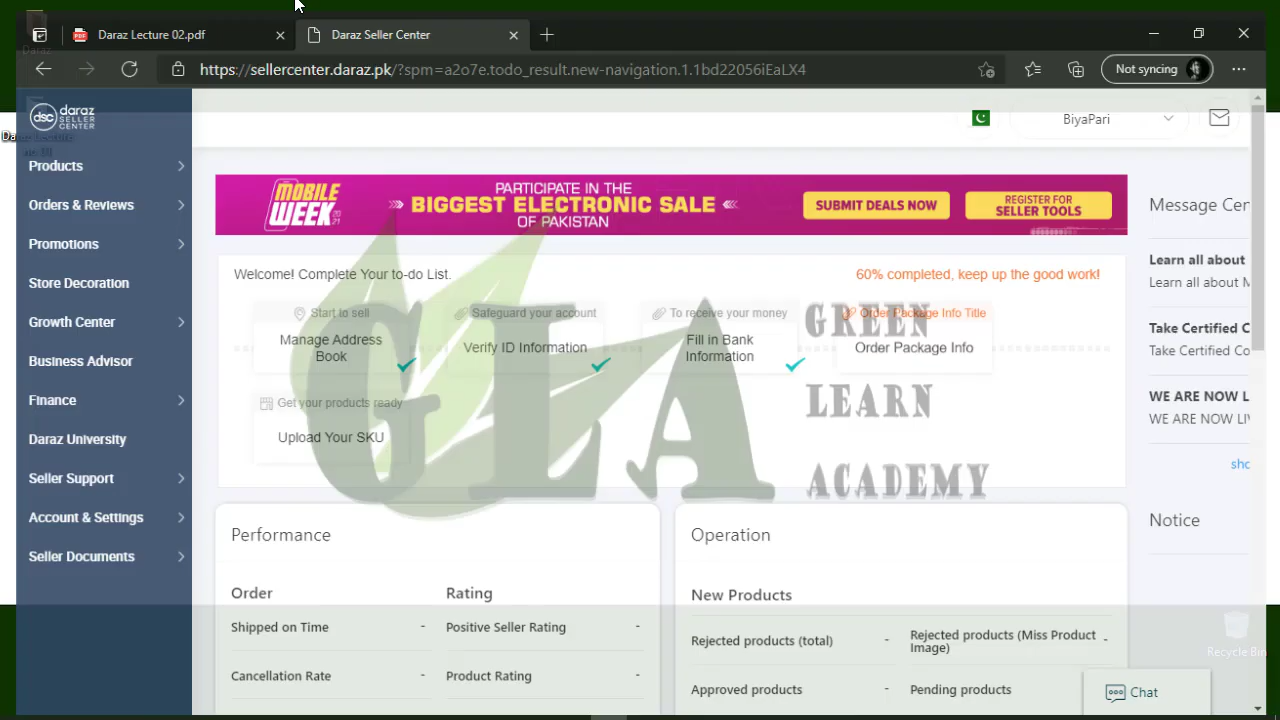 Daraz Lecture 02.pdf
Daraz Seller Center
https://sellercenter.daraz.pk/?spm=a2o7e.todo_result.new-navigation.1.1bd22056iEaLX4
Not syncing
dsc daraz
SELLER
CENTER
BiyaPari
Products
Orders & Reviews
Promotions
Store Decoration
Growth Center
Business Advisor
Finance
Daraz University
Seller Support
Account & Settings
Seller Documents
MOBILE
WEEK 2021
PARTICIPATE IN THE
BIGGEST ELECTRONIC SALE
OF PAKISTAN
SUBMIT DEALS NOW
REGISTER FOR
SELLER TOOLS
Welcome! Complete Your to-do List.
60% completed, keep up the good work!
Start to sell
Manage Address
Book
Safeguard your account
Verify ID Information
To receive your money
Fill in Bank
Information
Order Package Info Title
Order Package Info
Get your products ready
Upload Your SKU
GLA
GREEN
LEARN
ACADEMY
Performance
Order
Rating
Shipped on Time -
Positive Seller Rating -
Cancellation Rate -
Product Rating -
Operation
New Products
Rejected products (total) -
Rejected products (Miss Product
Image) -
Approved products -
Pending products
Message Cen
Learn all about
Learn all about M
Take Certified C
Take Certified Co
WE ARE NOW L
WE ARE NOW LIV
sho
Notice
Chat
Recycle Bin